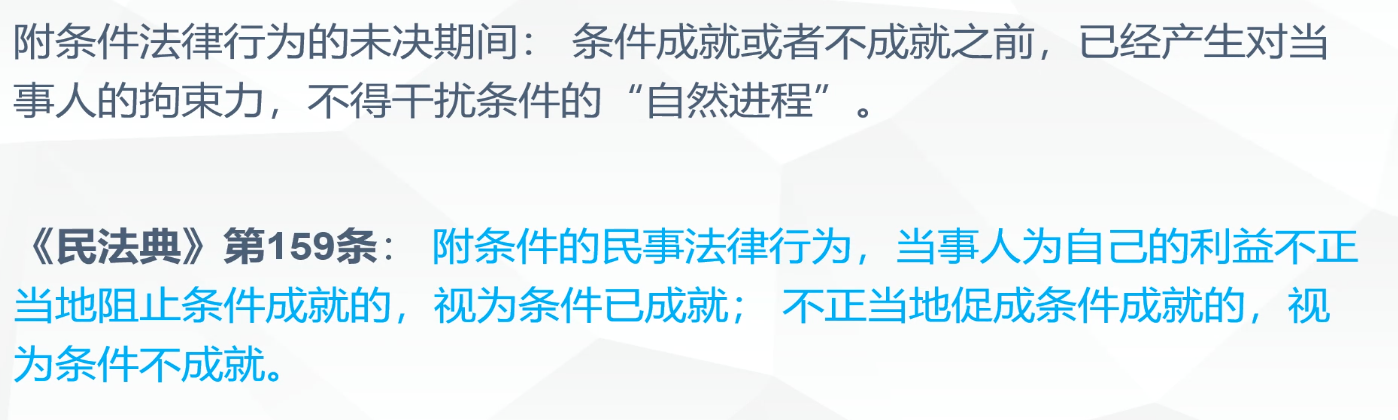 附条件法律行为的未决期间： 条件成就或者不成就之前，已经产生对当
事人的拘束力，不得干扰条件的“自然进程”。
《民法典》第159条： 附条件的民事法律行为，当事人为自己的利益不正
当地阻止条件成就的，视为条件已成就； 不正当地促成条件成就的，视
为条件不成就。